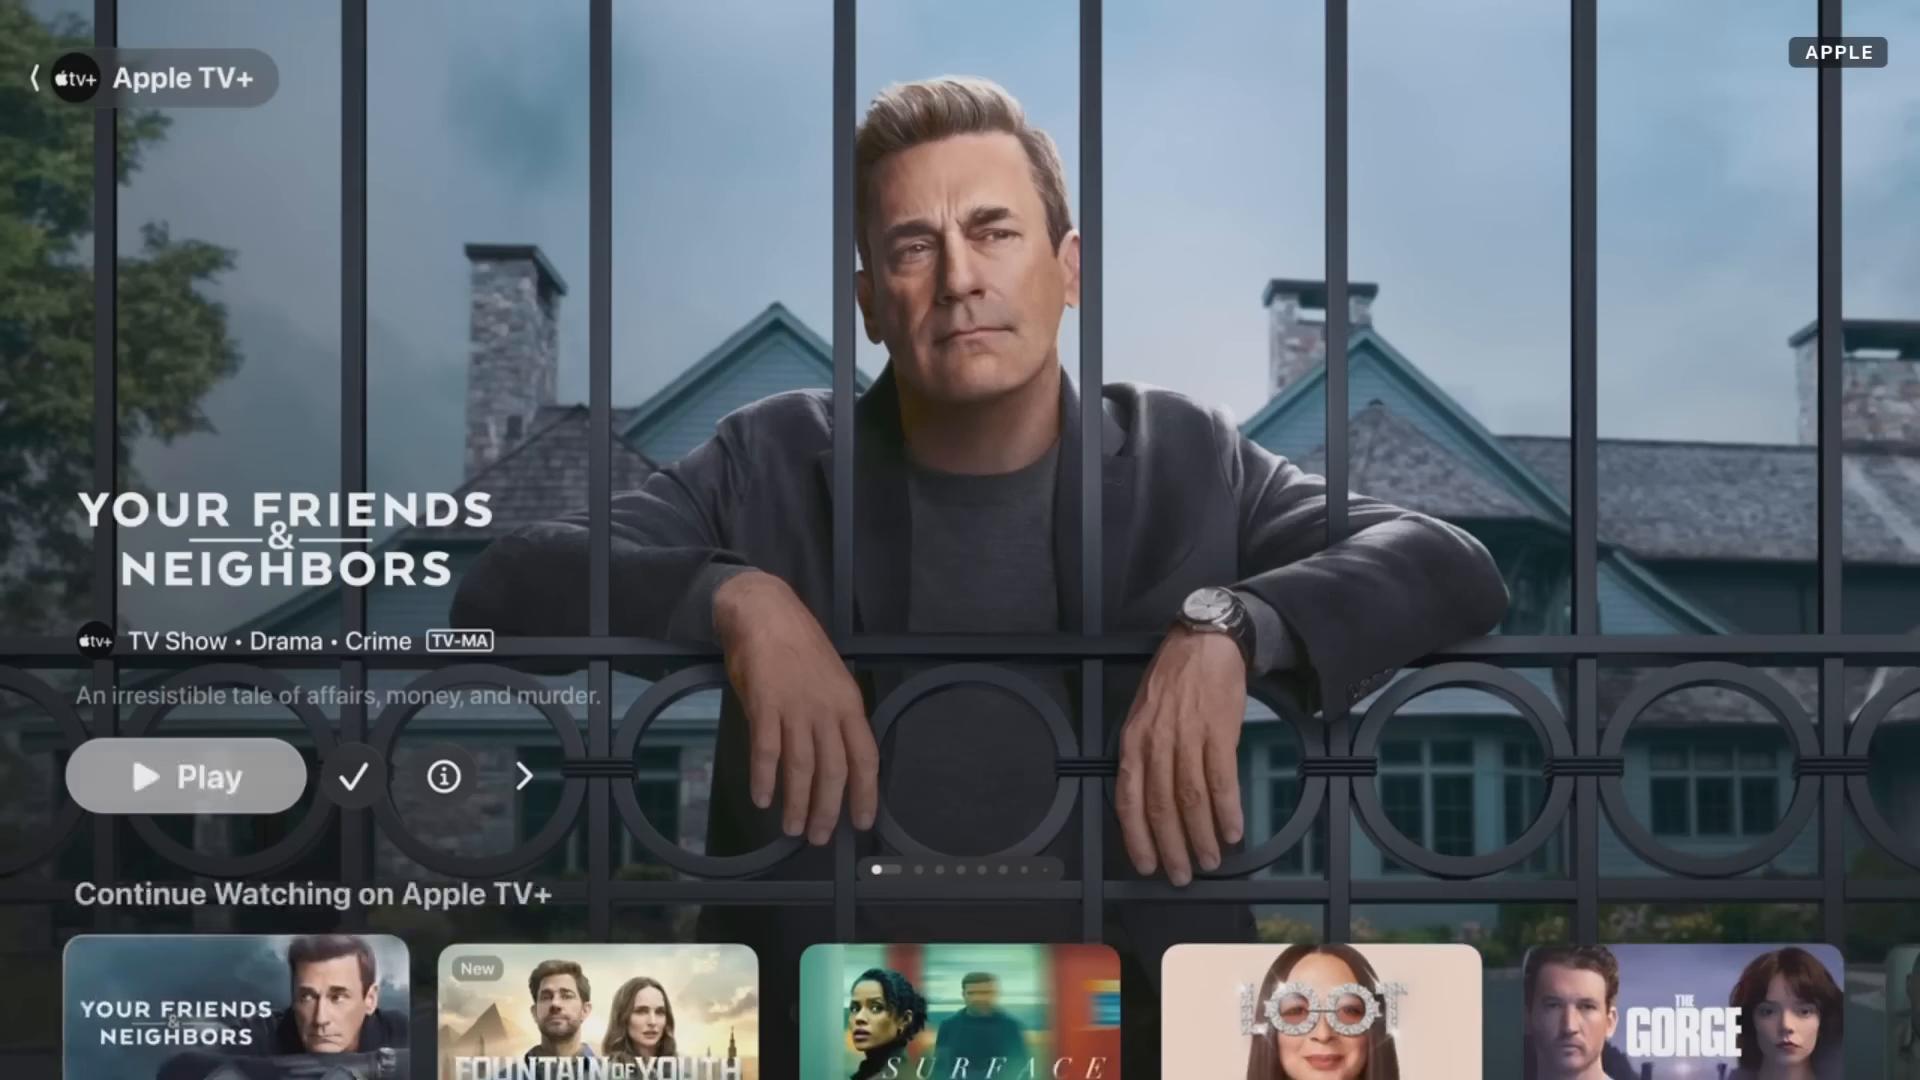 tv+ Apple TV+
APPLE
YOUR FRIENDS
&
NEIGHBORS
tv+ TV Show • Drama • Crime TV-MA
An irresistible tale of affairs, money, and murder.
Play
Continue Watching on Apple TV+
YOUR FRIENDS
&
NEIGHBORS
New
FOUNTAIN OF YOUTH
SURFACE
LOOT
THE
GORGE